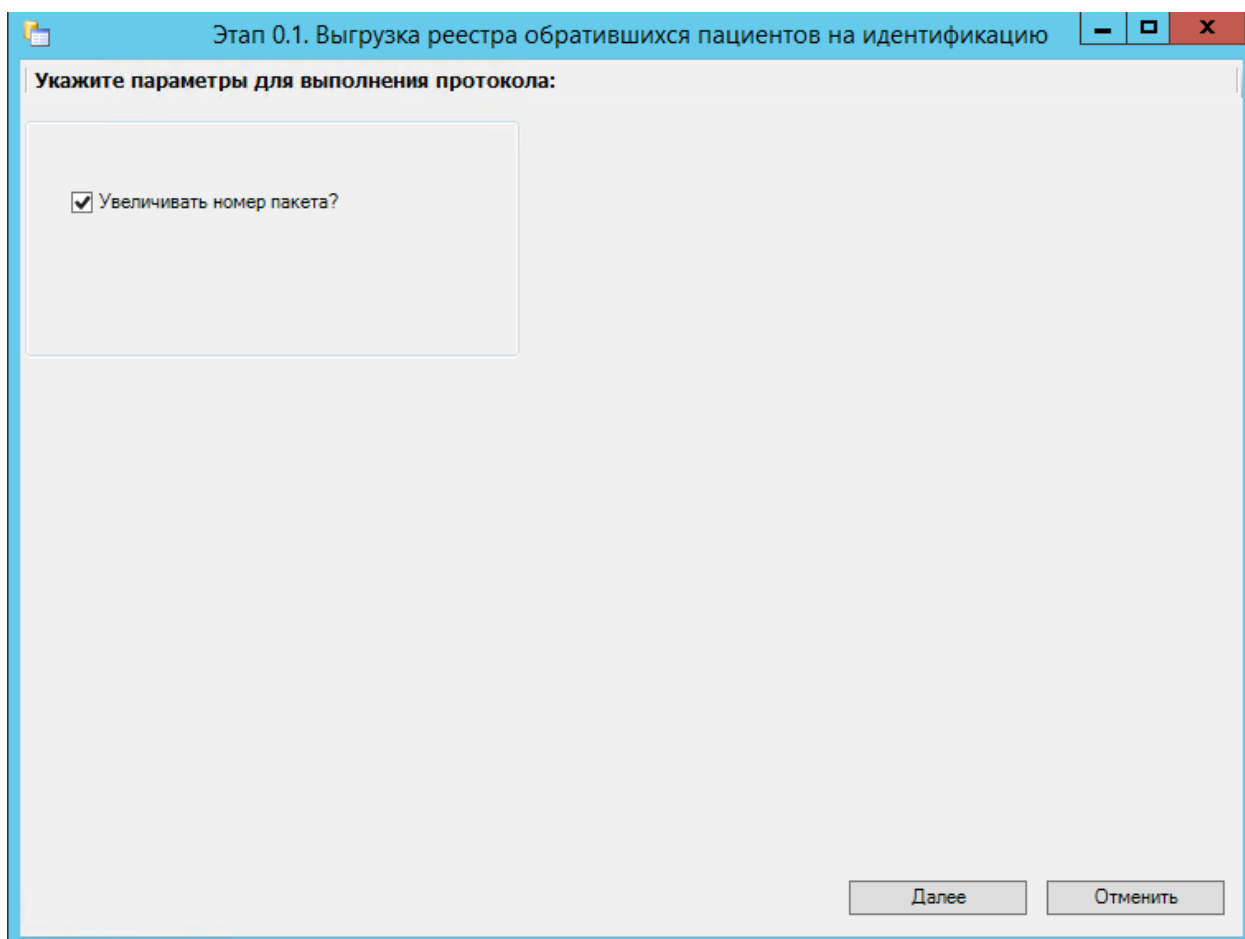 Этап 0.1. Выгрузка реестра обратившихся пациентов на идентификацию
Укажите параметры для выполнения протокола:
Увеличивать номер пакета?
Далее
Отменить